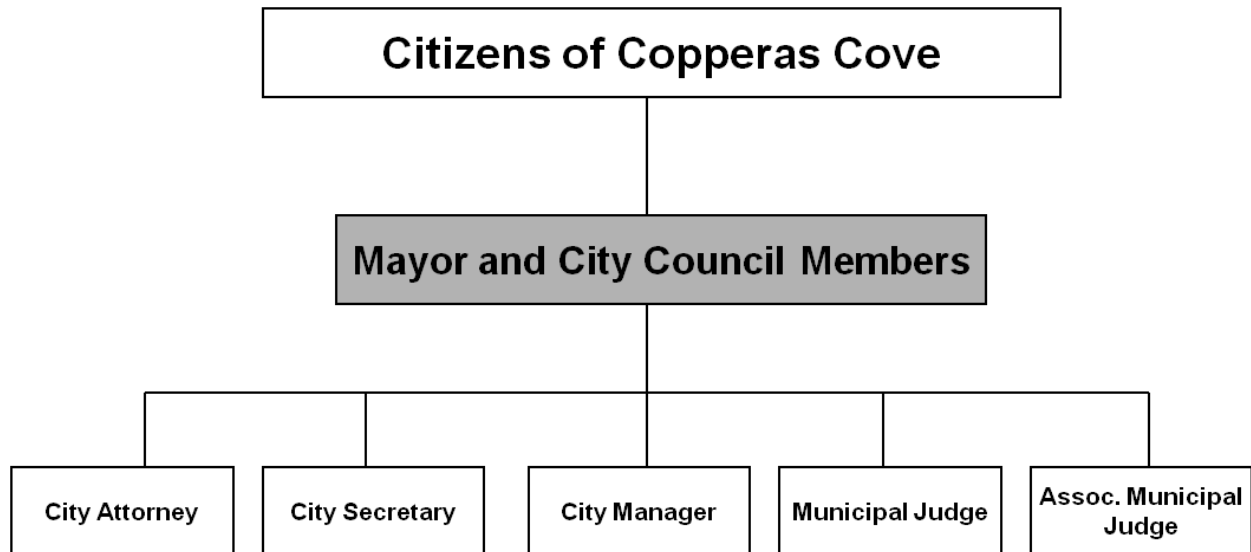 Citizens of Copperas Cove
Mayor and City Council Members
City Attorney
City Secretary
City Manager
Municipal Judge
Assoc. Municipal
Judge